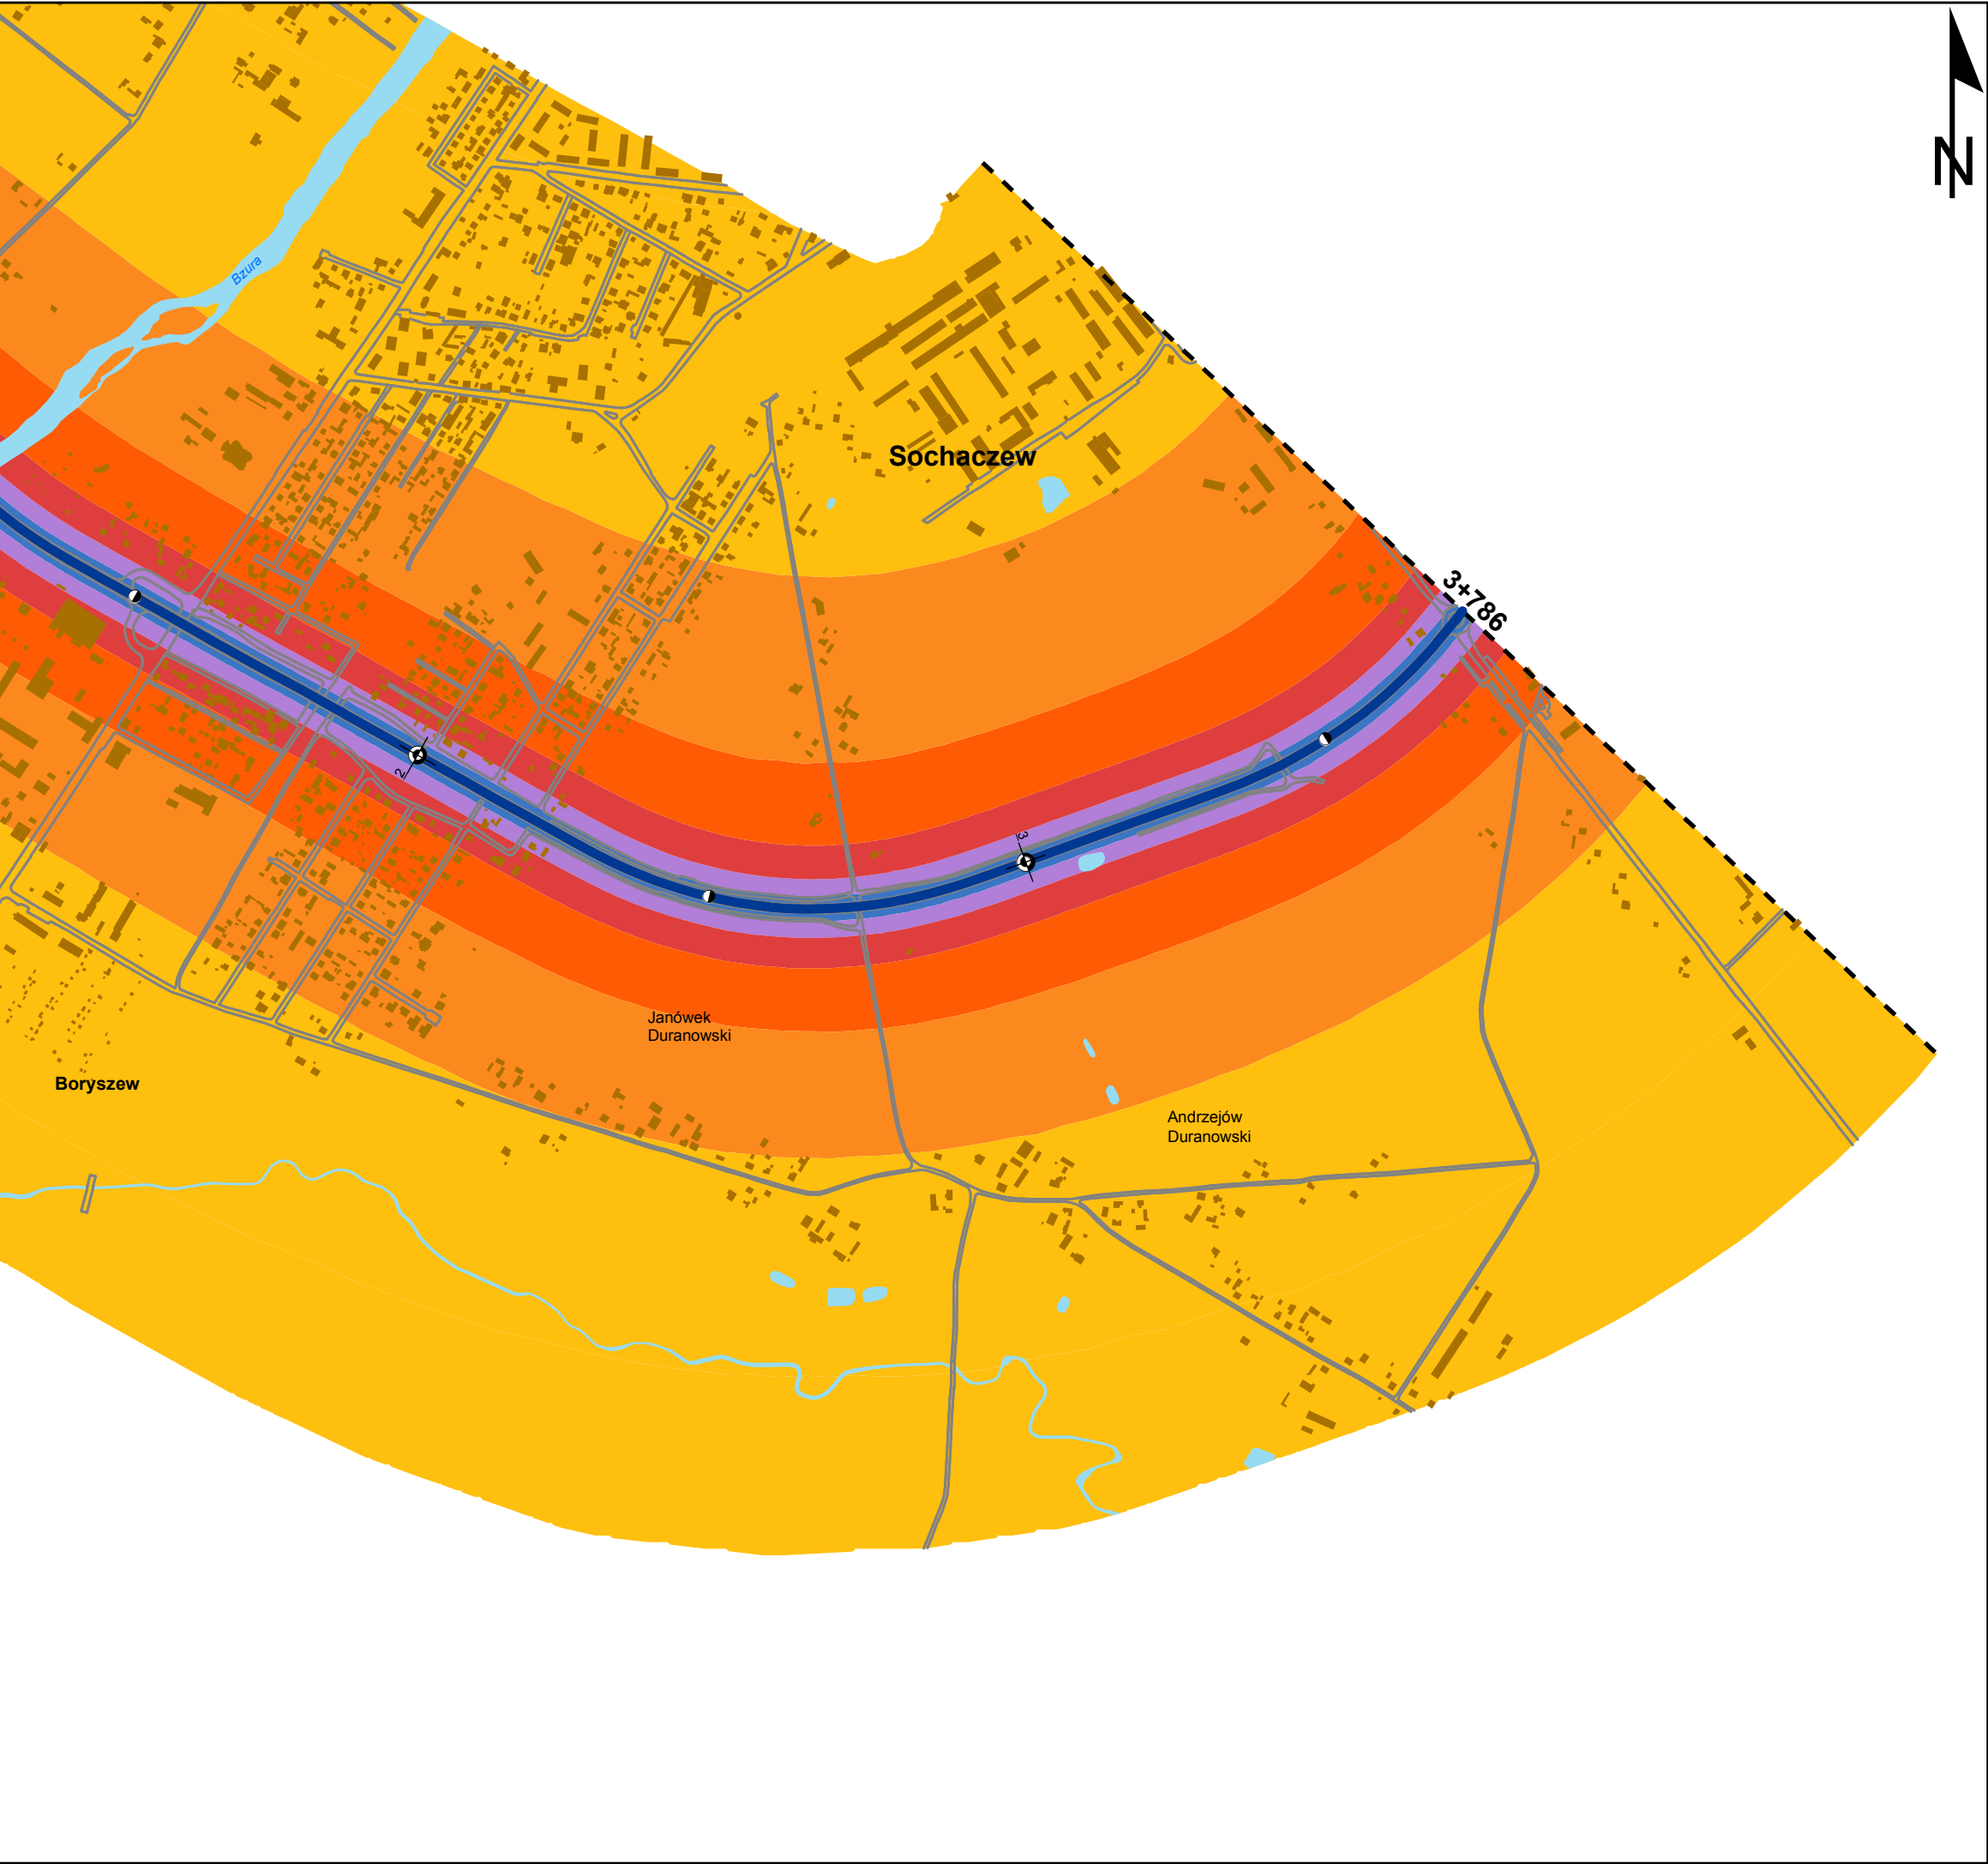 N
Bzura
Sochaczew
3+786
2
3
Janówek
Duranowski
Boryszew
Andrzejów
Duranowski